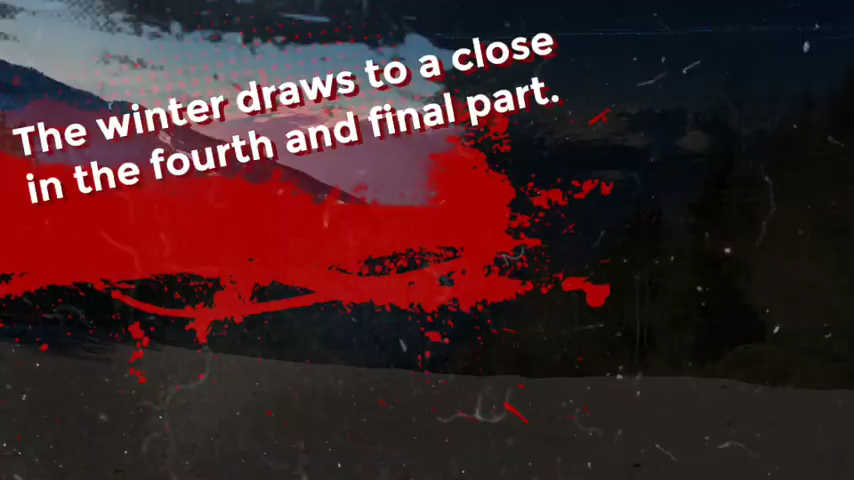 The winter draws to a close
in the fourth and final part.